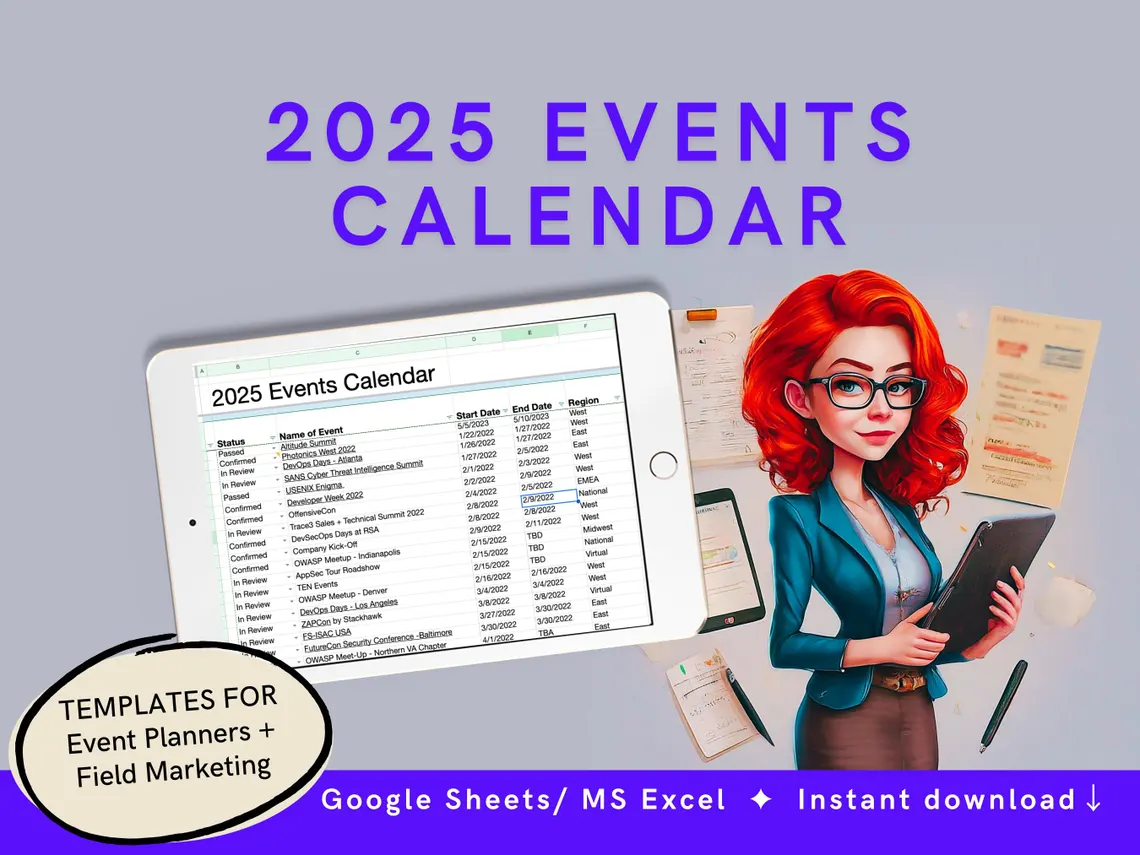 2025 EVENTS
CALENDAR
A B C D E F
2025 Events Calendar
Status Name of Event Start Date End Date Region
Passed Altitude Summit 5/5/2023 5/10/2023 West
Confirmed Photonics West 2022 1/22/2022 1/27/2022 West
In Review DevOps Days - Atlanta 1/26/2022 1/27/2022 East
In Review SANS Cyber Threat Intelligence Summit 1/27/2022 2/5/2022 East
Passed USENIX Enigma 2/1/2022 2/3/2022 West
Confirmed Developer Week 2022 2/2/2022 2/9/2022 West
Confirmed OffensiveCon 2/4/2022 2/5/2022 EMEA
In Review Trace3 Sales + Technical Summit 2022 2/8/2022 2/9/2022 National
Confirmed DevSecOps Days at RSA 2/8/2022 2/8/2022 West
Confirmed Company Kick-Off 2/9/2022 2/11/2022 West
Confirmed OWASP Meetup - Indianapolis 2/15/2022 TBD Midwest
In Review AppSec Tour Roadshow 2/15/2022 TBD National
In Review TEN Events 2/15/2022 TBD Virtual
In Review OWASP Meetup - Denver 2/16/2022 2/16/2022 West
In Review DevOps Days - Los Angeles 3/4/2022 3/4/2022 West
In Review ZAPCon by Stackhawk 3/8/2022 3/8/2022 Virtual
In Review FS-ISAC USA 3/27/2022 3/30/2022 East
FutureCon Security Conference -Baltimore 3/30/2022 3/30/2022 East
OWASP Meet-Up - Northern VA Chapter 4/1/2022 TBA East
TEMPLATES FOR
Event Planners +
Field Marketing
Google Sheets/ MS Excel ✦ Instant download↓